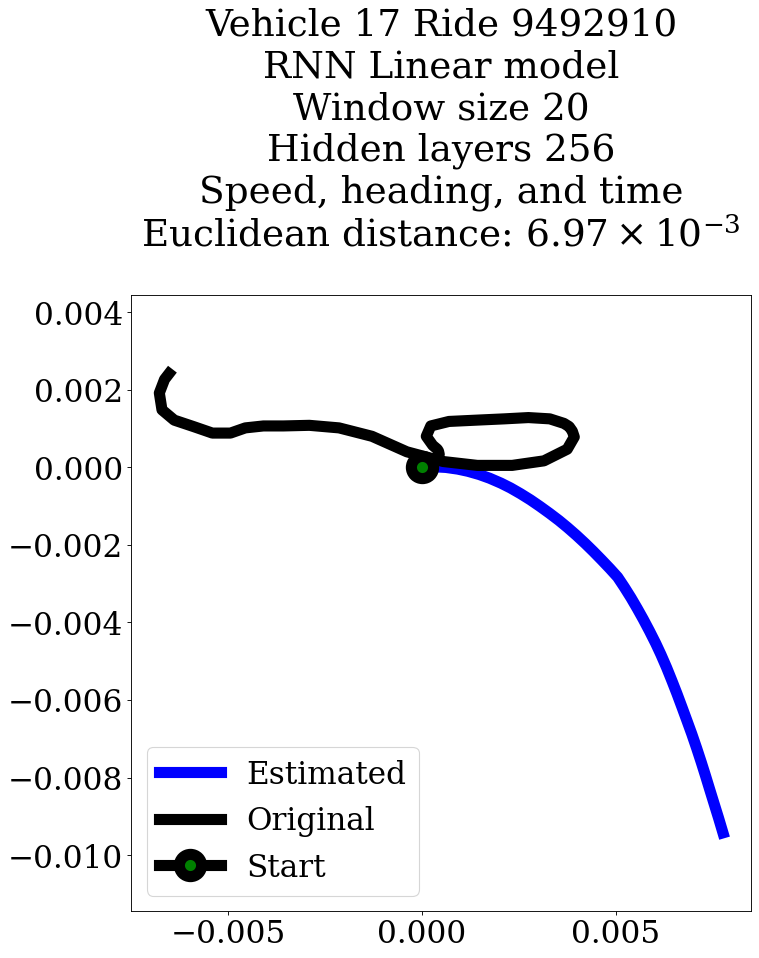 Vehicle 17 Ride 9492910
RNN Linear model
Window size 20
Hidden layers 256
Speed, heading, and time
Euclidean distance: 6.97 × 10⁻³
0.004
0.002
0.000
−0.002
−0.004
−0.006
−0.008
−0.010
Estimated
Original
Start
−0.005 0.000 0.005